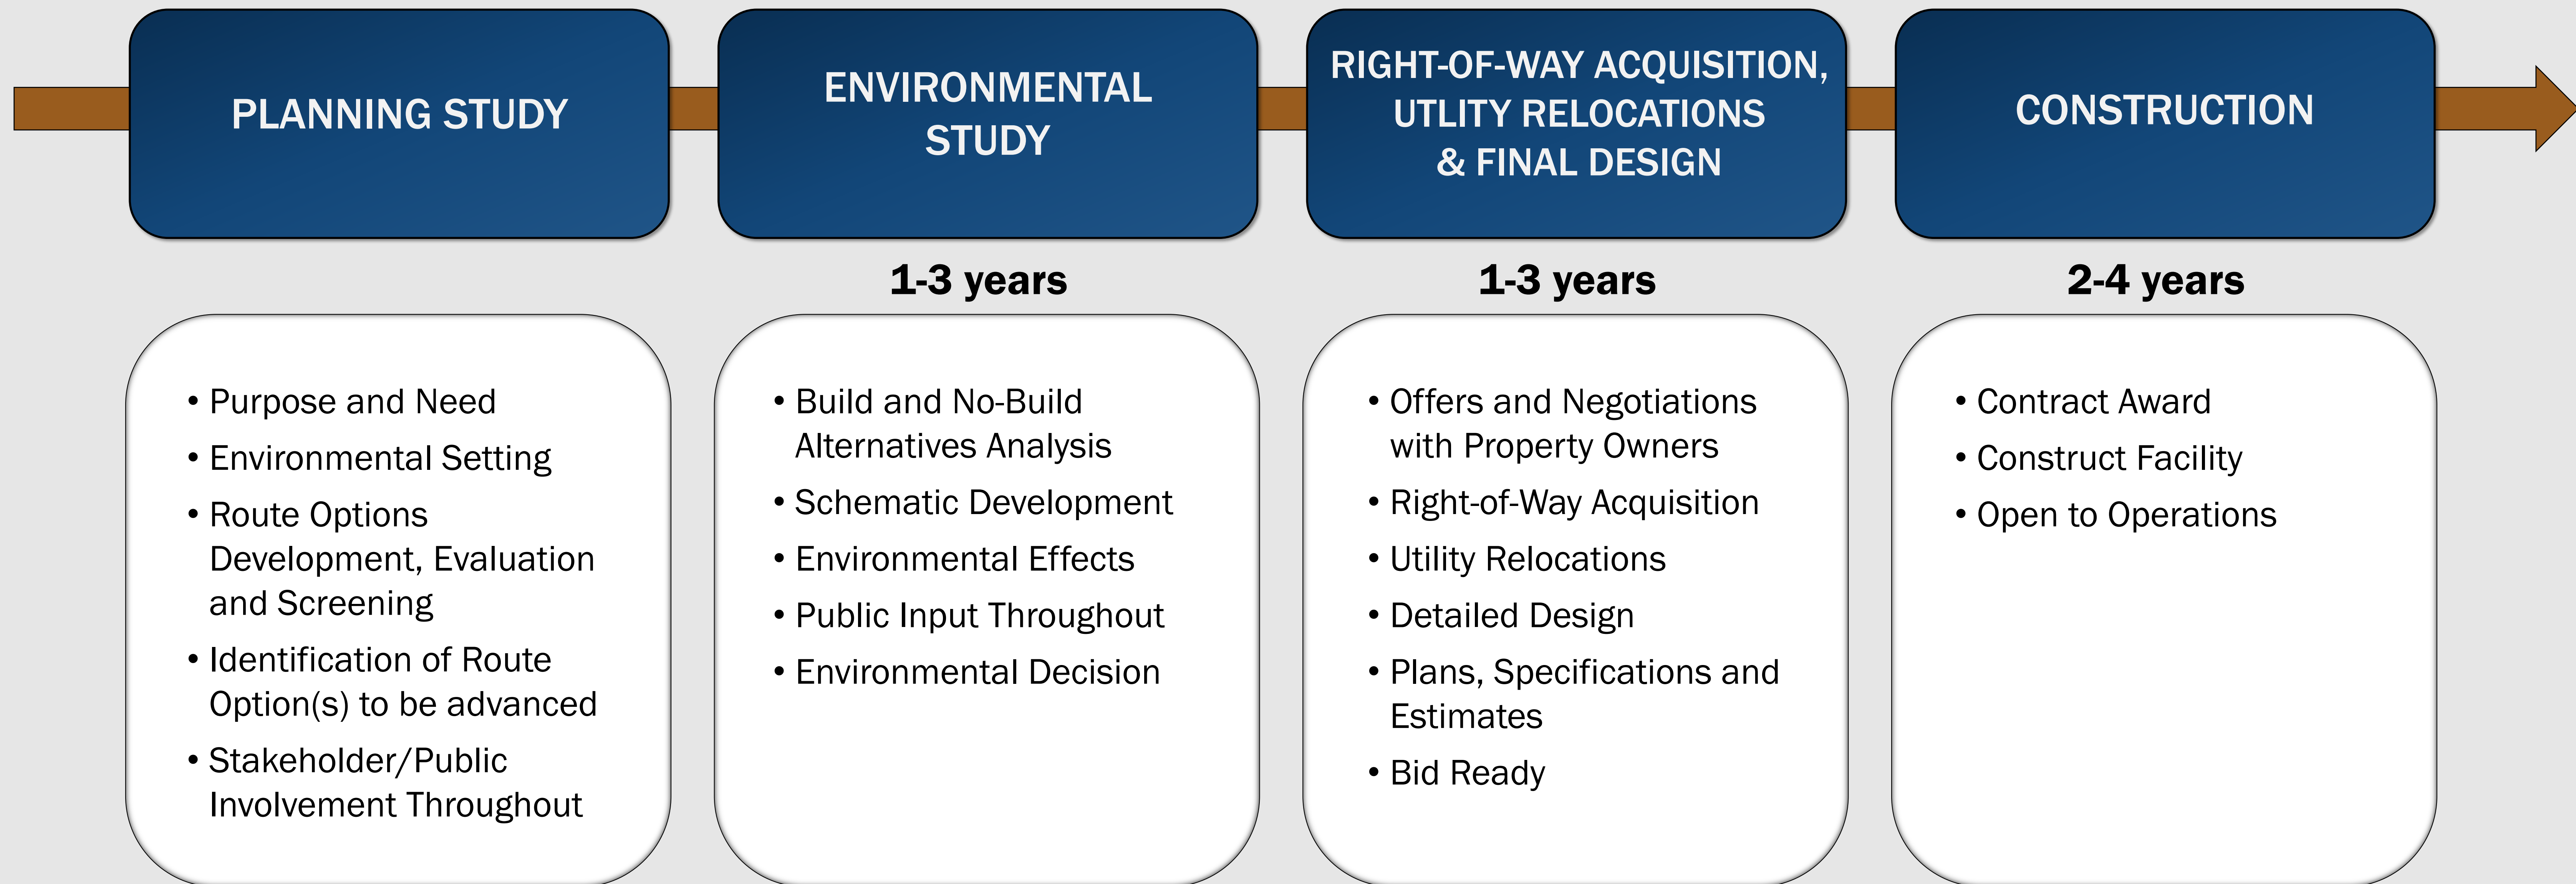 PLANNING STUDY
ENVIRONMENTAL
STUDY
RIGHT-OF-WAY ACQUISITION,
UTLITY RELOCATIONS
& FINAL DESIGN
CONSTRUCTION
1-3 years
1-3 years
2-4 years
• Purpose and Need
• Environmental Setting
• Route Options
Development, Evaluation
and Screening
• Identification of Route
Option(s) to be advanced
• Stakeholder/Public
Involvement Throughout
• Build and No-Build
Alternatives Analysis
• Schematic Development
• Environmental Effects
• Public Input Throughout
• Environmental Decision
• Offers and Negotiations
with Property Owners
• Right-of-Way Acquisition
• Utility Relocations
• Detailed Design
• Plans, Specifications and
Estimates
• Bid Ready
• Contract Award
• Construct Facility
• Open to Operations